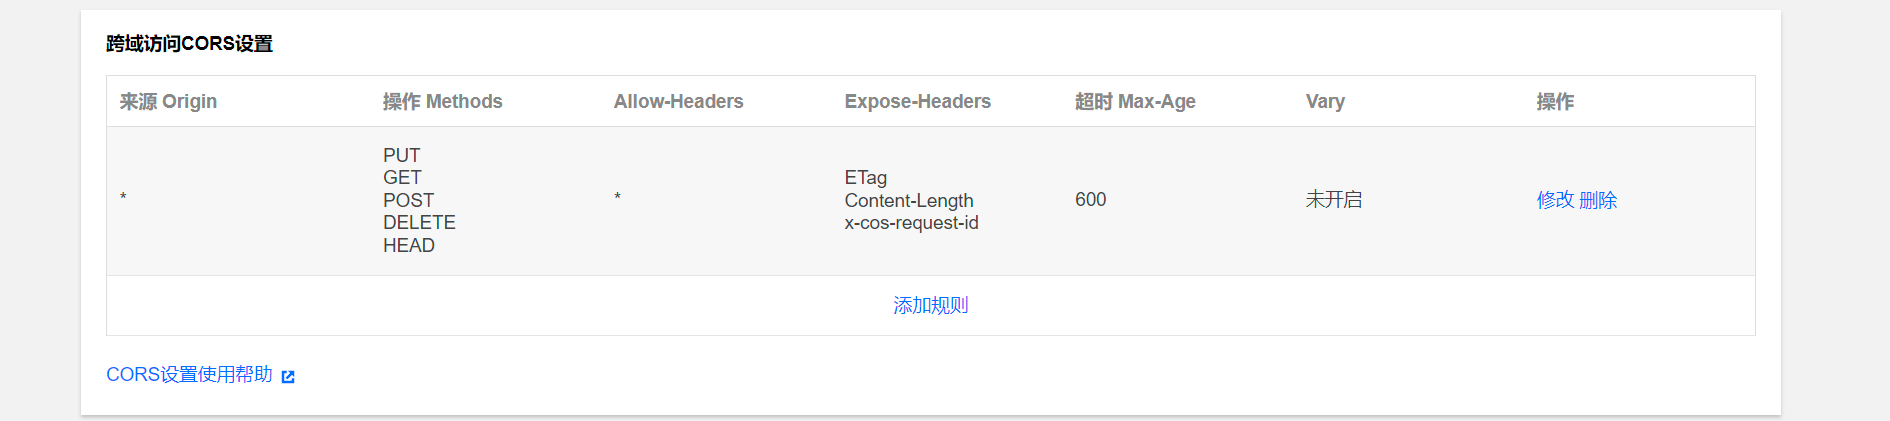 跨域访问CORS设置
来源 Origin 操作 Methods Allow-Headers Expose-Headers 超时 Max-Age Vary 操作
*
PUT
GET
POST
DELETE
HEAD
*
ETag
Content-Length
x-cos-request-id
600
未开启
修改 删除
添加规则
CORS设置使用帮助